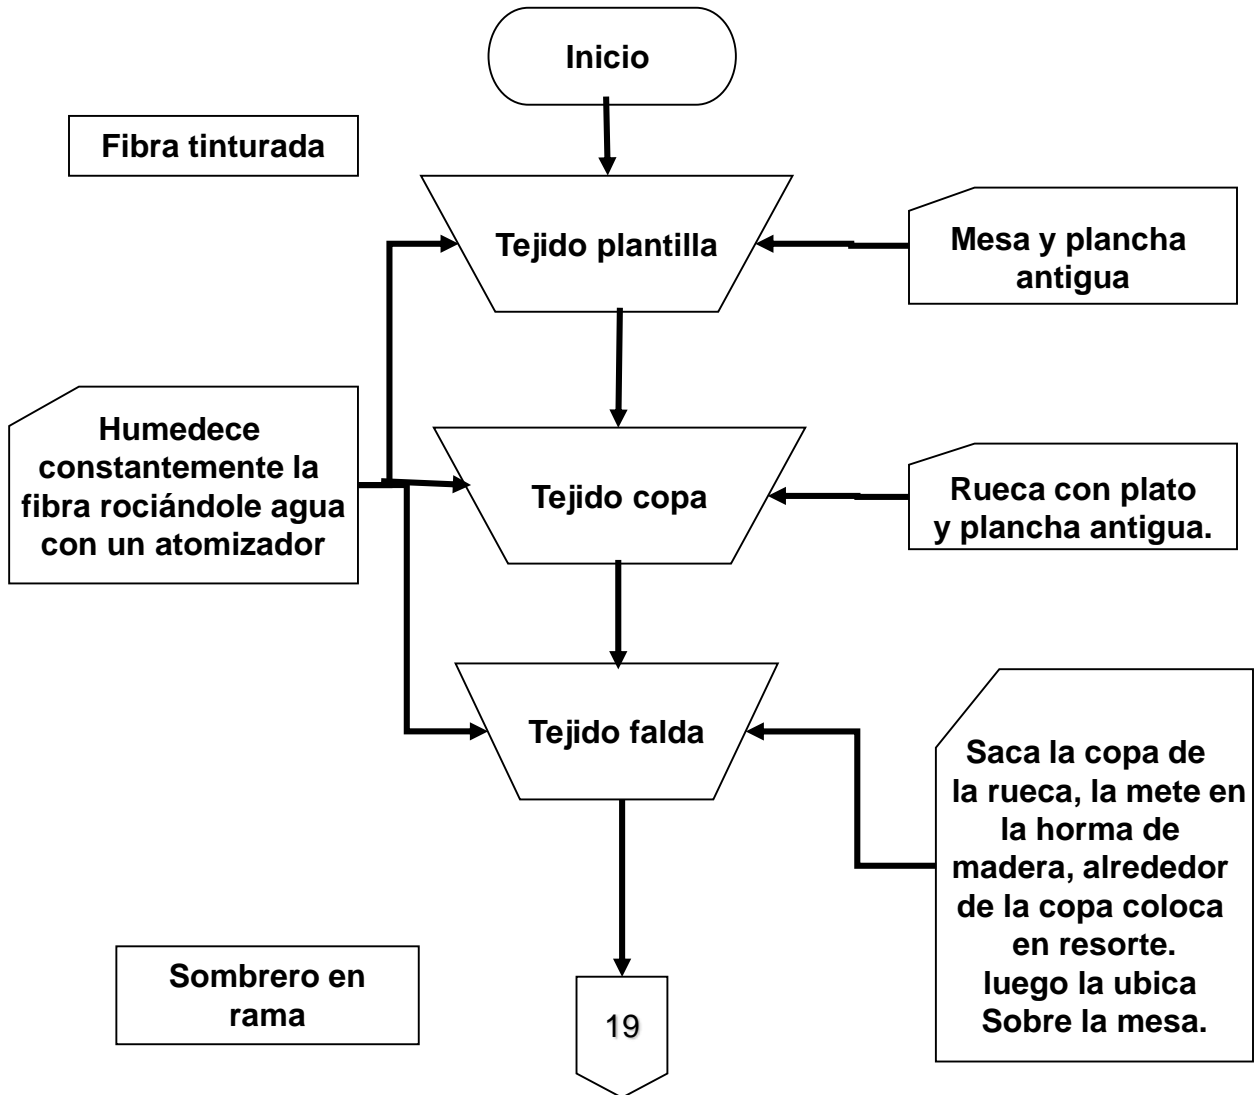 Inicio
Fibra tinturada
Tejido plantilla
Mesa y plancha
antigua
Humedece
constantemente la
fibra rociándole agua
con un atomizador
Tejido copa
Rueca con plato
y plancha antigua.
Tejido falda
Saca la copa de
la rueca, la mete en
la horma de
madera, alrededor
de la copa coloca
en resorte.
luego la ubica
Sobre la mesa.
Sombrero en
rama
19